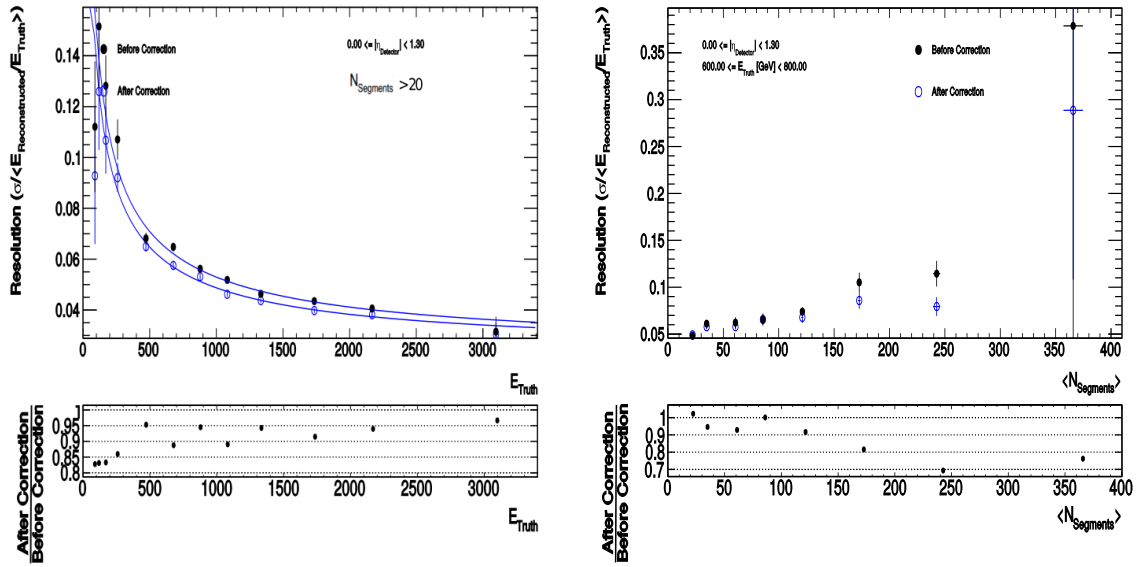 Resolution (σ/<E_Reconstructed/E_Truth>)
0.14
0.12
0.1
0.08
0.06
0.04
Before Correction
After Correction
0.00 <= |η_Detector| < 1.30
N_Segments >20
0 500 1000 1500 2000 2500 3000
E_Truth
After Correction
Before Correction
1
0.95
0.9
0.85
0.8
0 500 1000 1500 2000 2500 3000
E_Truth
Resolution (σ/<E_Reconstructed/E_Truth>)
0.35
0.3
0.25
0.2
0.15
0.1
0.05
0.00 <= |η_Detector| < 1.30
600.00 <= E_Truth [GeV] < 800.00
Before Correction
After Correction
0 50 100 150 200 250 300 350 400
⟨N_Segments⟩
After Correction
Before Correction
1
0.9
0.8
0.7
0 50 100 150 200 250 300 350 400
⟨N_Segments⟩